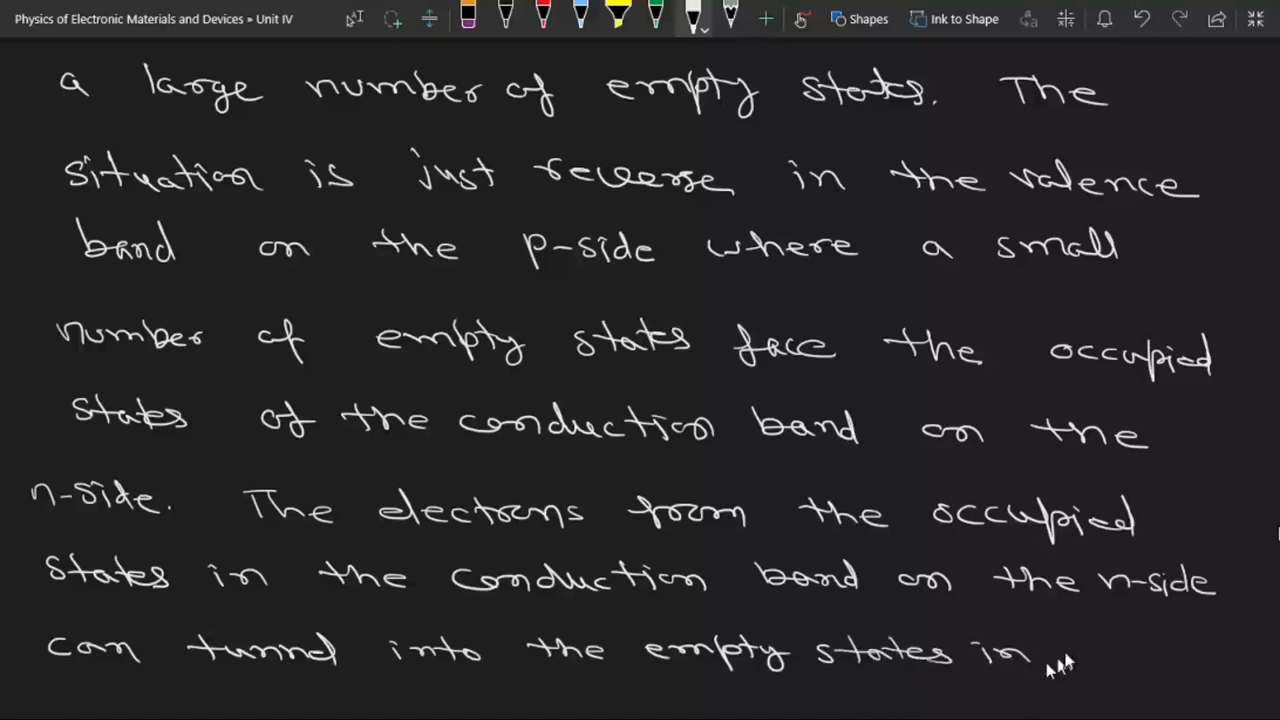 Physics of Electronic Materials and Devices » Unit IV
Shapes
Ink to Shape
a large number of empty states. The
situation is just reverse in the valence
band on the p-side where a small
number of empty states face the occupied
states of the conduction band on the
n-side. The electrons from the occupied
states in the conduction band on the n-side
can tunnel into the empty states in